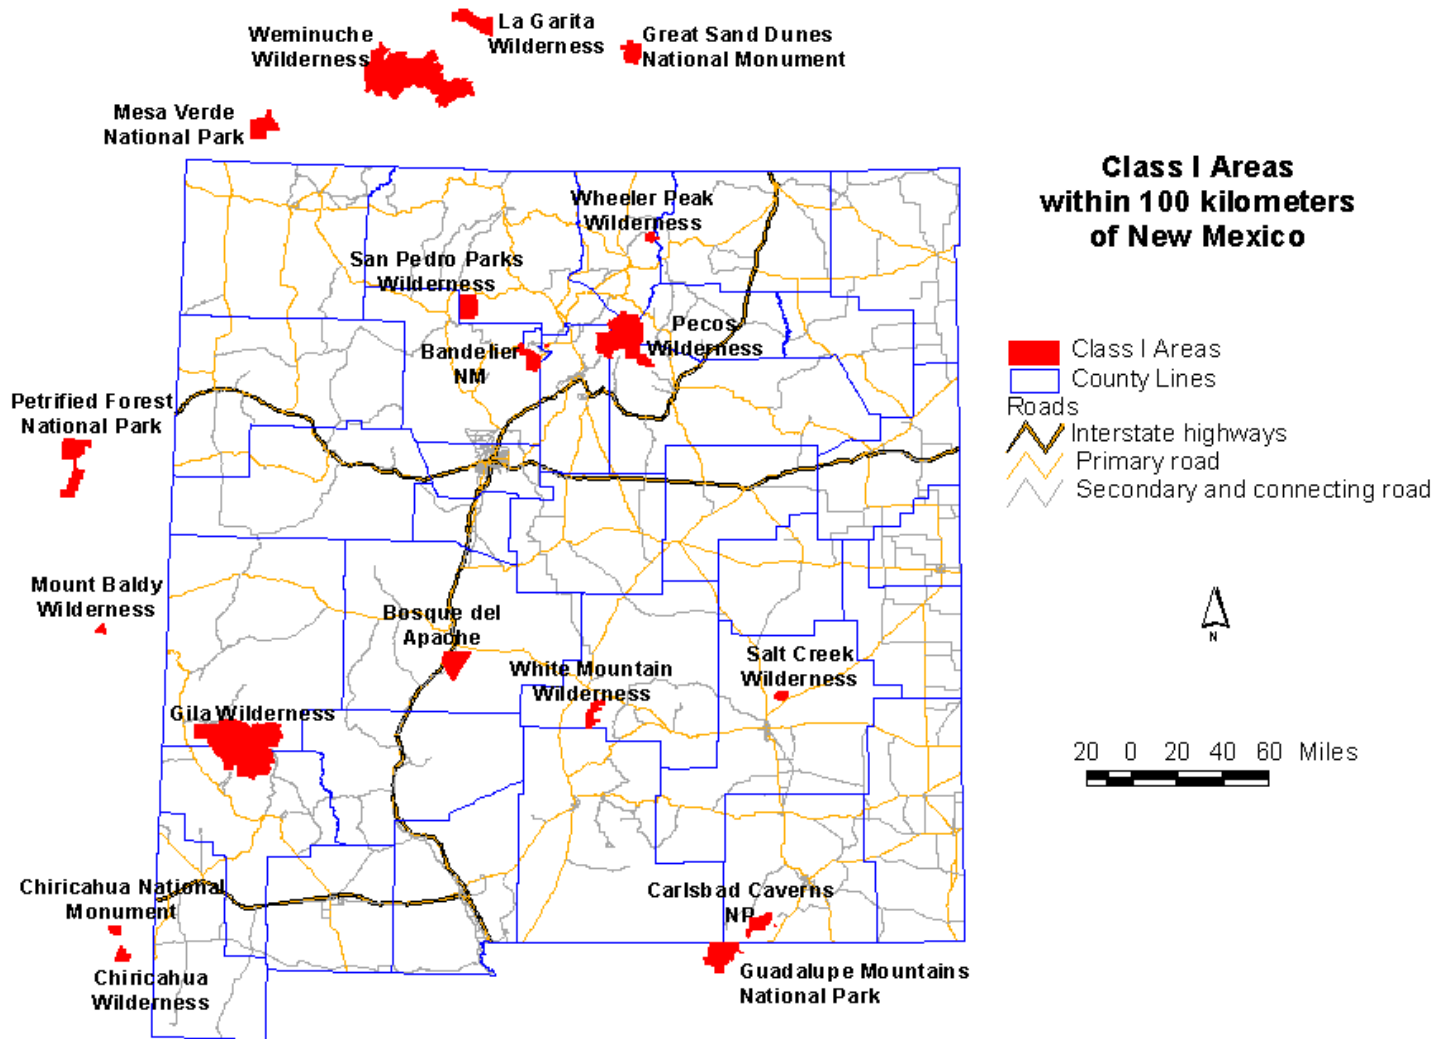 La Garita
Wilderness
Weminuche
Wilderness
Great Sand Dunes
National Monument
Mesa Verde
National Park
Class I Areas
within 100 kilometers
of New Mexico
Wheeler Peak
Wilderness
San Pedro Parks
Wilderness
Pecos
Wilderness
Bandelier
NM
Class I Areas
County Lines
Roads
Interstate highways
Primary road
Secondary and connecting road
Petrified Forest
National Park
Mount Baldy
Wilderness
N
Bosque del
Apache
White Mountain
Wilderness
Salt Creek
Wilderness
Gila Wilderness
20 0 20 40 60 Miles
Chiricahua National
Monument
Carlsbad Caverns
NP
Chiricahua
Wilderness
Guadalupe Mountains
National Park